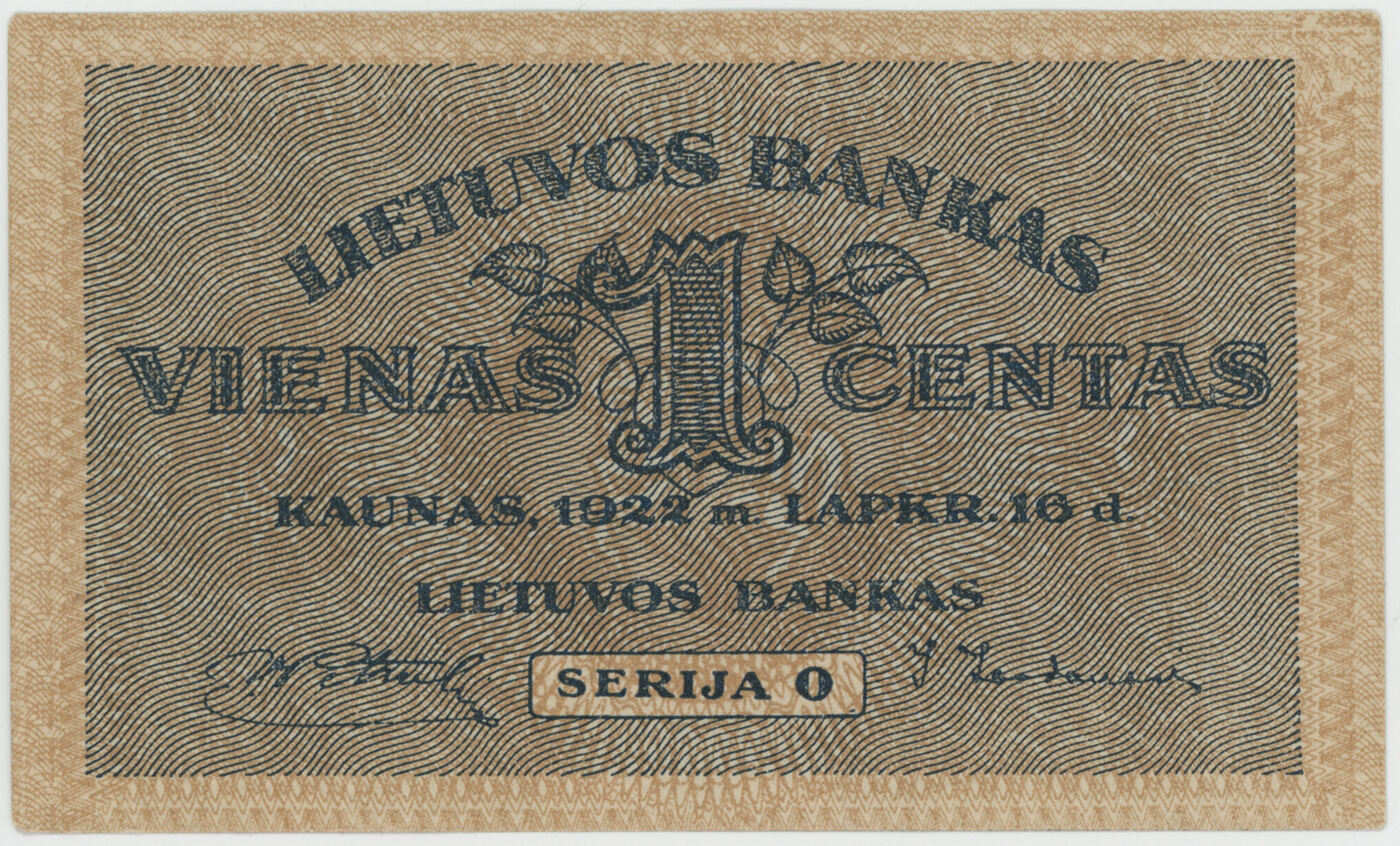 LIETUVOS BANKAS
VIENAS 1 CENTAS
KAUNAS, 1922 m. LAPKR. 16 d.
LIETUVOS BANKAS
SERIJA O